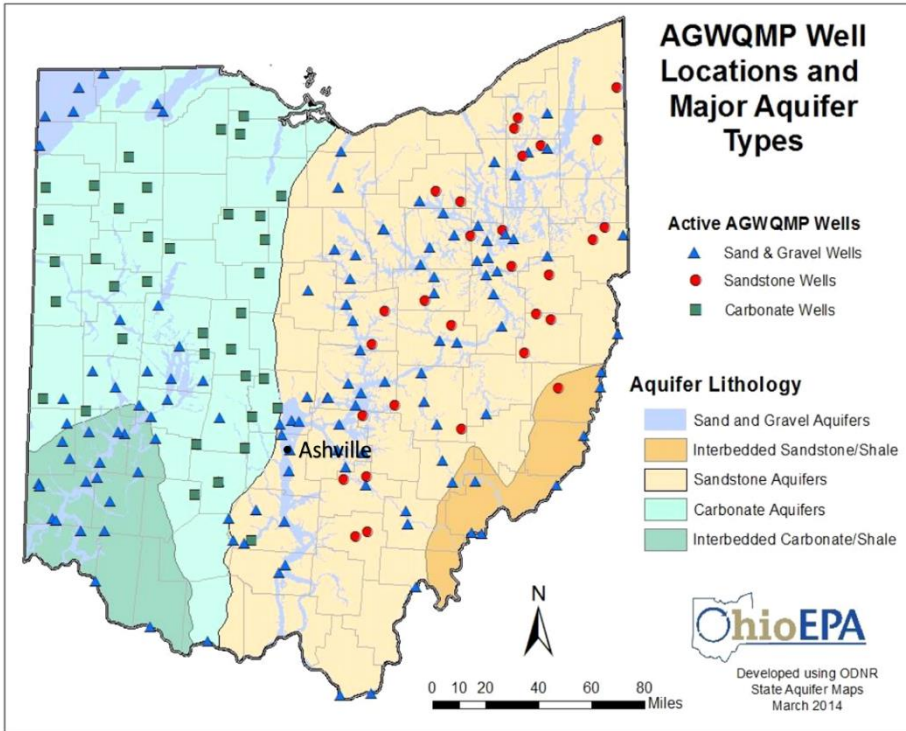 AGWQMP Well
Locations and
Major Aquifer
Types
Active AGWQMP Wells
Sand & Gravel Wells
Sandstone Wells
Carbonate Wells
Aquifer Lithology
Sand and Gravel Aquifers
Interbedded Sandstone/Shale
Sandstone Aquifers
Carbonate Aquifers
Interbedded Carbonate/Shale
Ashville
N
0 10 20 40 60 80
Miles
OhioEPA
Developed using ODNR
State Aquifer Maps
March 2014